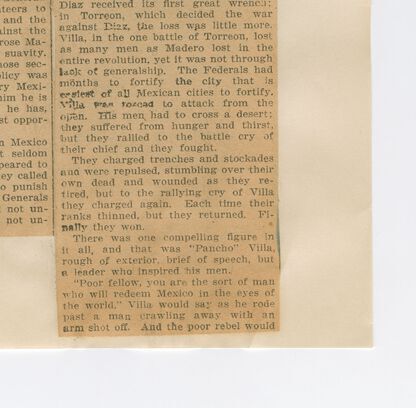 teers to
and the
inst the
rose Ma-
suavity.
ose sec-
licy was
ry Mexi-
him he is
he has,
st oppor-
n Mexico
t seldom
peared to
ey called
o punish
Generals
not un-
not un-
Diaz received its first great wrench:
in Torreon, which decided the war
against Diaz, the loss was little more.
Villa, in the one battle of Torreon, lost
as many men as Madero lost in the
entire revolution, yet it was not through
lack of generalship. The Federals had
months to fortify the city that is
easiest of all Mexican cities to fortify.
Villa was forced to attack from the
open. His men had to cross a desert;
they suffered from hunger and thirst,
but they rallied to the battle cry of
their chief and they fought.
They charged trenches and stockades
and were repulsed, stumbling over their
own dead and wounded as they re-
tired, but to the rallying cry of Villa
they charged again. Each time their
ranks thinned, but they returned. Fi-
nally they won.
There was one compelling figure in
it all, and that was "Pancho" Villa,
rough of exterior, brief of speech, but
a leader who inspired his men.
"Poor fellow, you are the sort of man
who will redeem Mexico in the eyes of
the world," Villa would say as he rode
past a man crawling away with an
arm shot off. And the poor rebel would